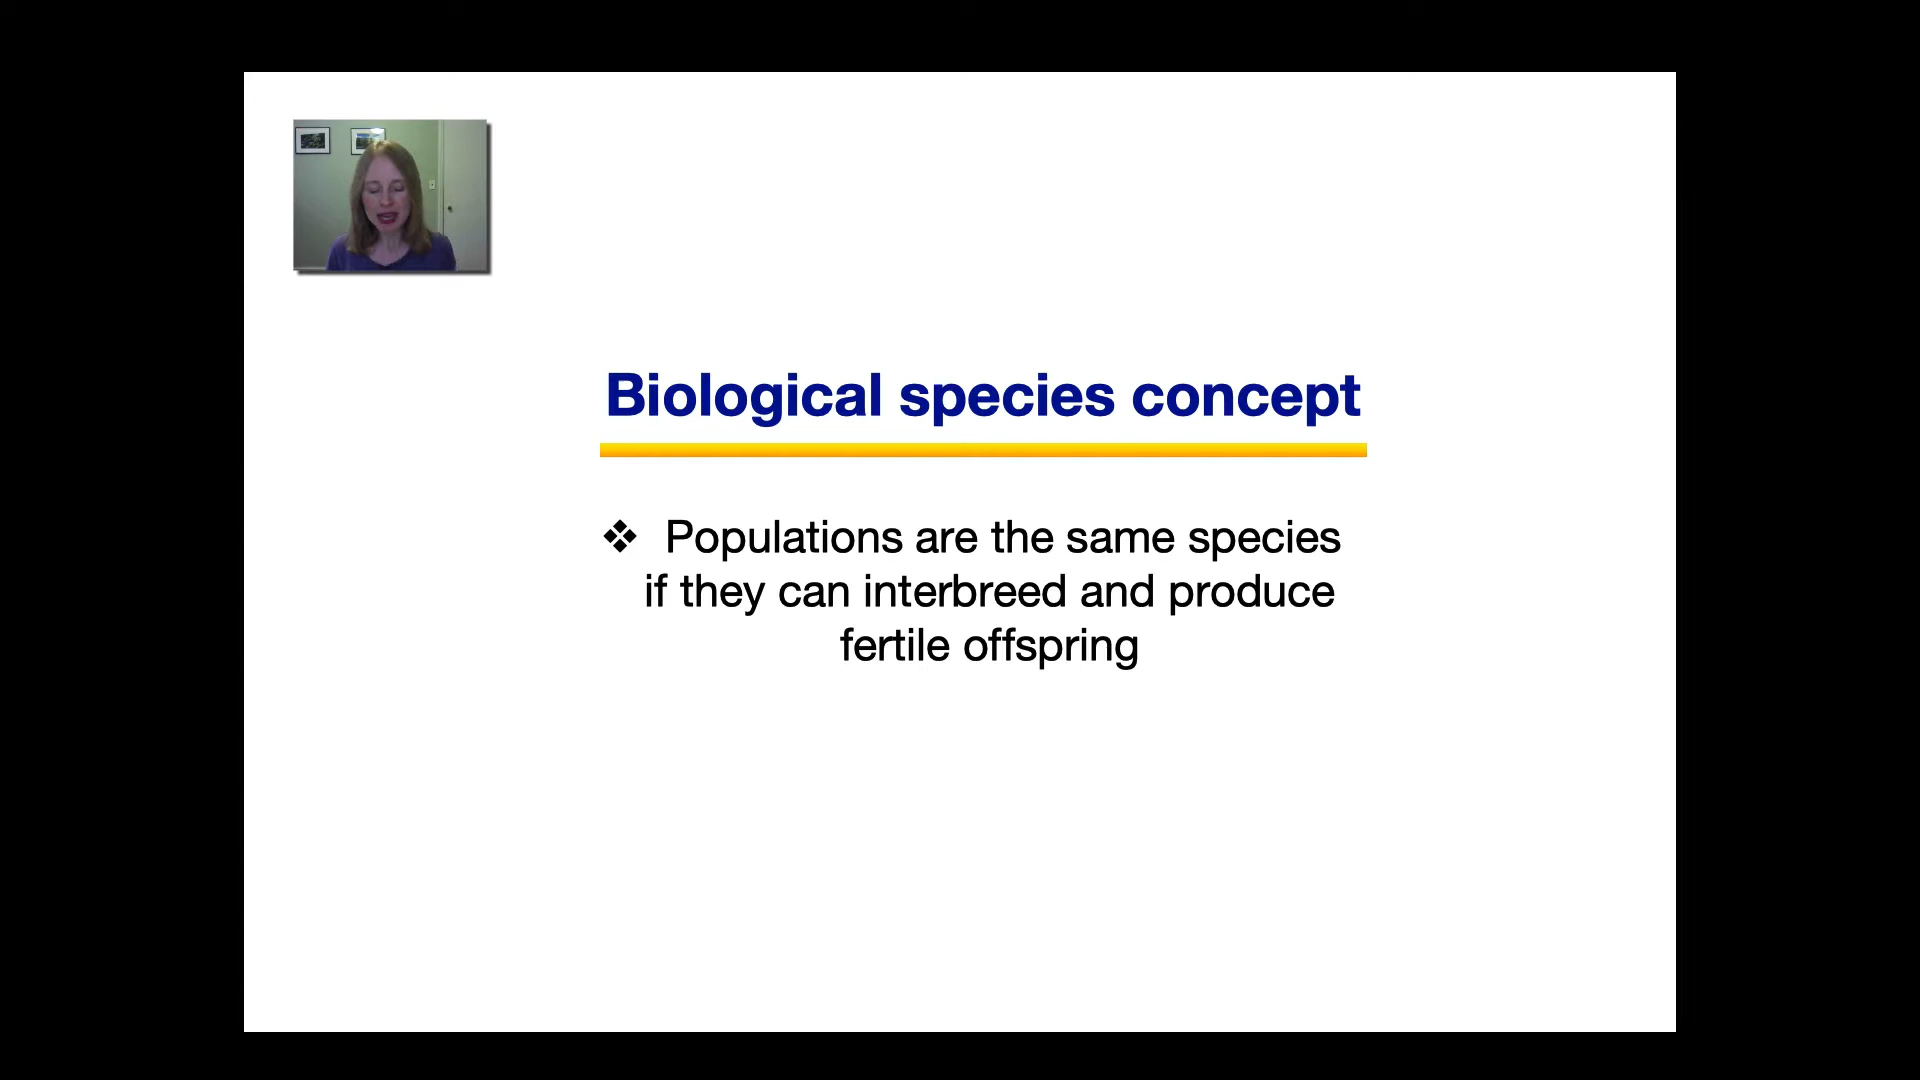 Biological species concept
❖ Populations are the same species
if they can interbreed and produce
fertile offspring